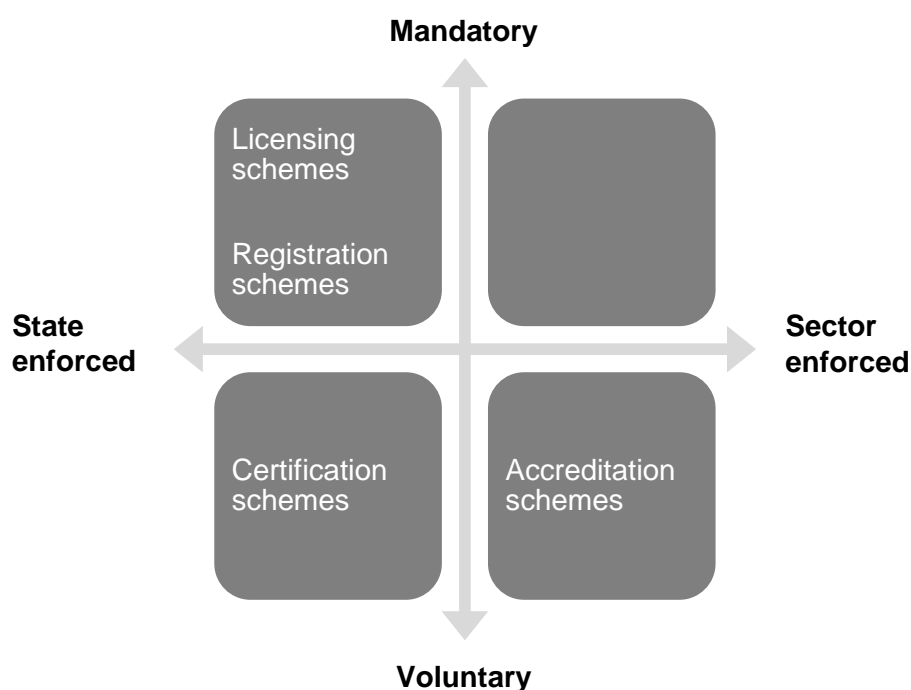 Mandatory
Licensing
schemes
Registration
schemes
State
enforced
Sector
enforced
Certification
schemes
Accreditation
schemes
Voluntary